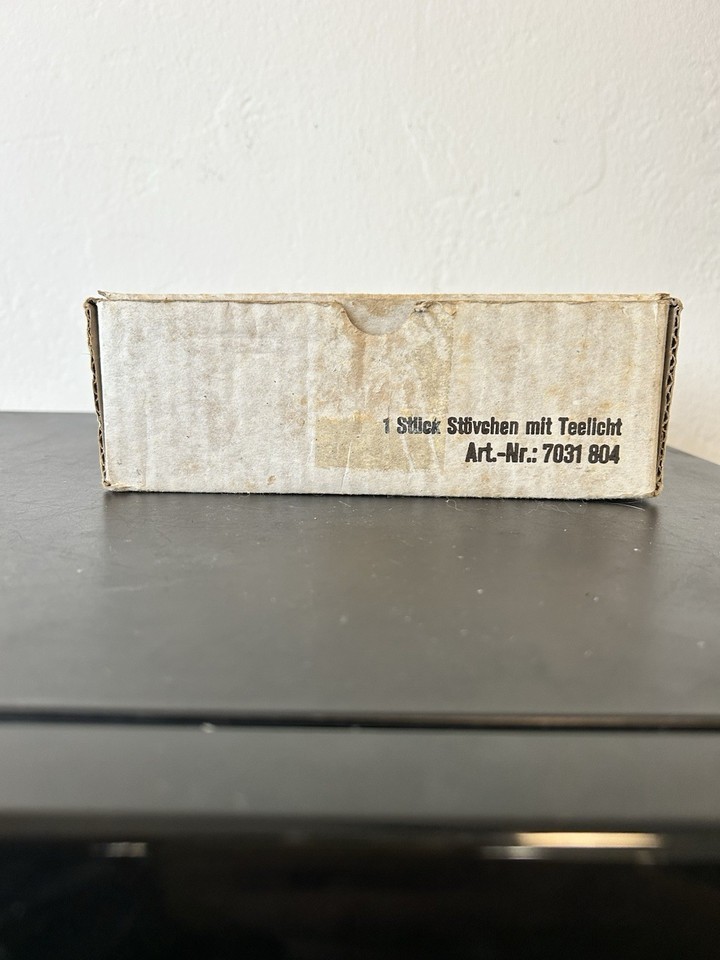 1 Stück Stövchen mit Teelicht
Art.-Nr.: 7031 804